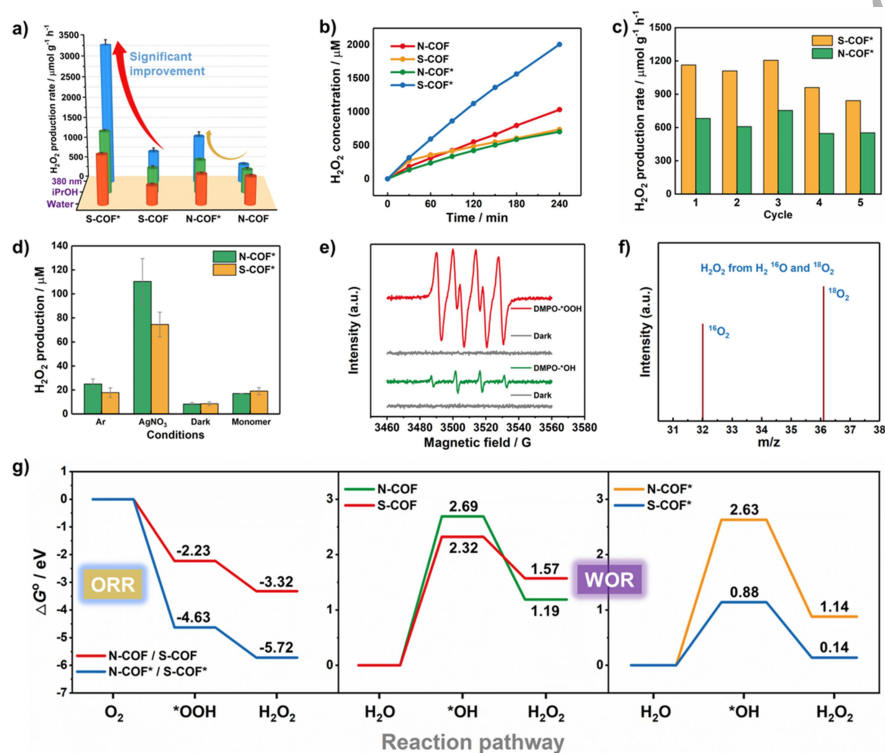 a)
Significant
improvement
H₂O₂ production rate / μmol g⁻¹ h⁻¹
3500
3000
2500
2000
1500
1000
500
0
380 nm
iPrOH
Water
S-COF* S-COF N-COF* N-COF
b)
N-COF
S-COF
N-COF*
S-COF*
H₂O₂ concentration / μM
2000
1500
1000
500
0
0 60 120 180 240
Time / min
c)
S-COF*
N-COF*
H₂O₂ production rate / μmol g⁻¹ h⁻¹
1500
1200
900
600
300
0
1 2 3 4 5
Cycle
d)
N-COF*
S-COF*
H₂O₂ production / μM
140
120
100
80
60
40
20
0
Ar AgNO₃ Dark Monomer
Conditions
e)
Intensity (a.u.)
DMPO-*OOH
Dark
DMPO-*OH
Dark
3460 3480 3500 3520 3540 3560 3580
Magnetic field / G
f)
H₂O₂ from H₂ ¹⁶O and ¹⁸O₂
Intensity (a.u.)
¹⁸O₂
¹⁶O₂
31 32 33 34 35 36 37 38
m/z
g)
△G° / eV
1
0
-1
-2
-3
-4
-5
-6
-7
-2.23
-3.32
-4.63
-5.72
ORR
N-COF / S-COF
N-COF* / S-COF*
O₂ *OOH H₂O₂
N-COF
S-COF
3
2
1
0
2.69
2.32
1.57
1.19
WOR
H₂O *OH H₂O₂
N-COF*
S-COF*
3
2
1
0
2.63
0.88
1.14
0.14
H₂O *OH H₂O₂
Reaction pathway